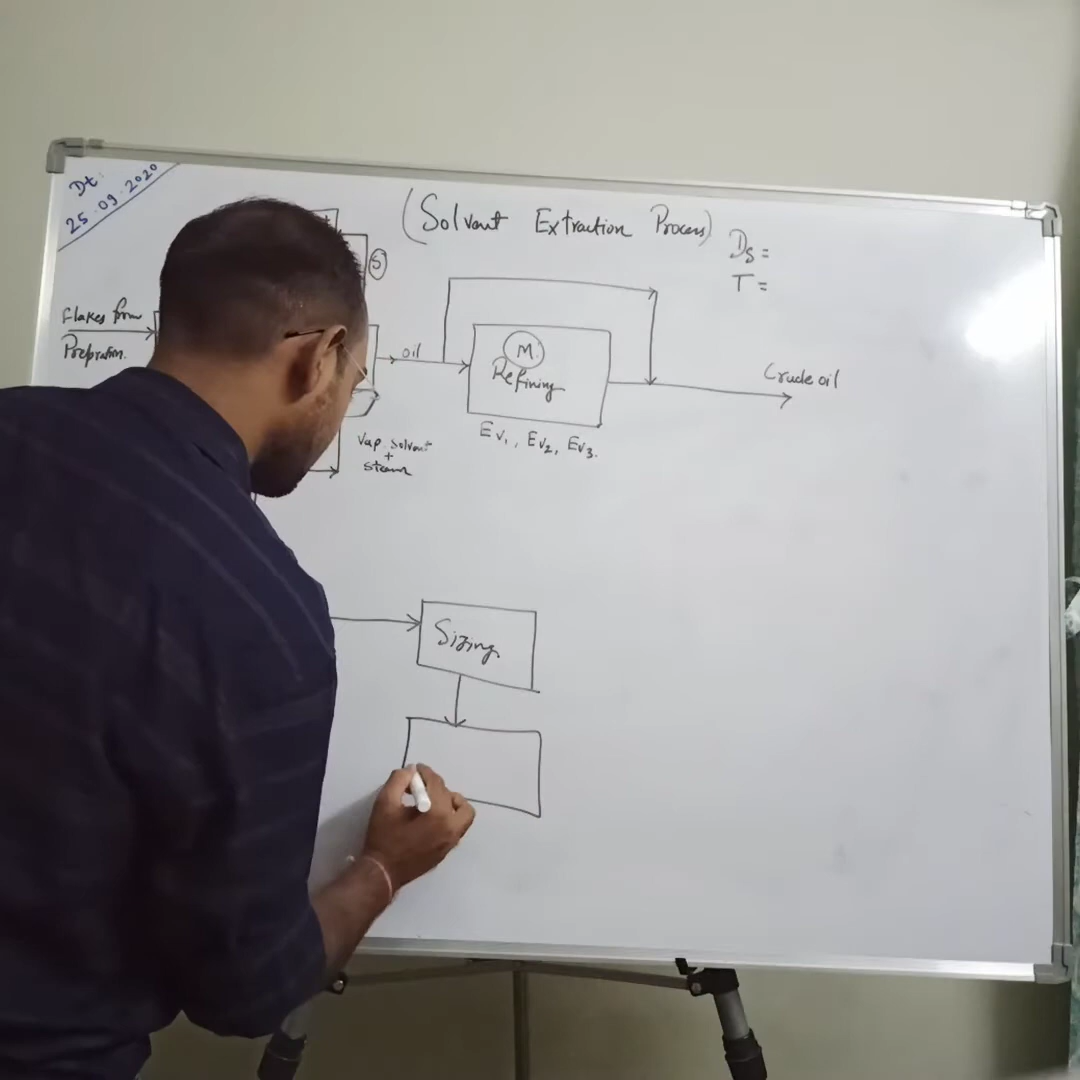 Dt:
25.09.2020
(Solvent Extraction Process)
Ds =
T =
S
Flakes from
Prepration.
oil
M.
Refining
Crude oil
Ev1, Ev2, Ev3.
Vap. Solvent
+
steam
Sizing